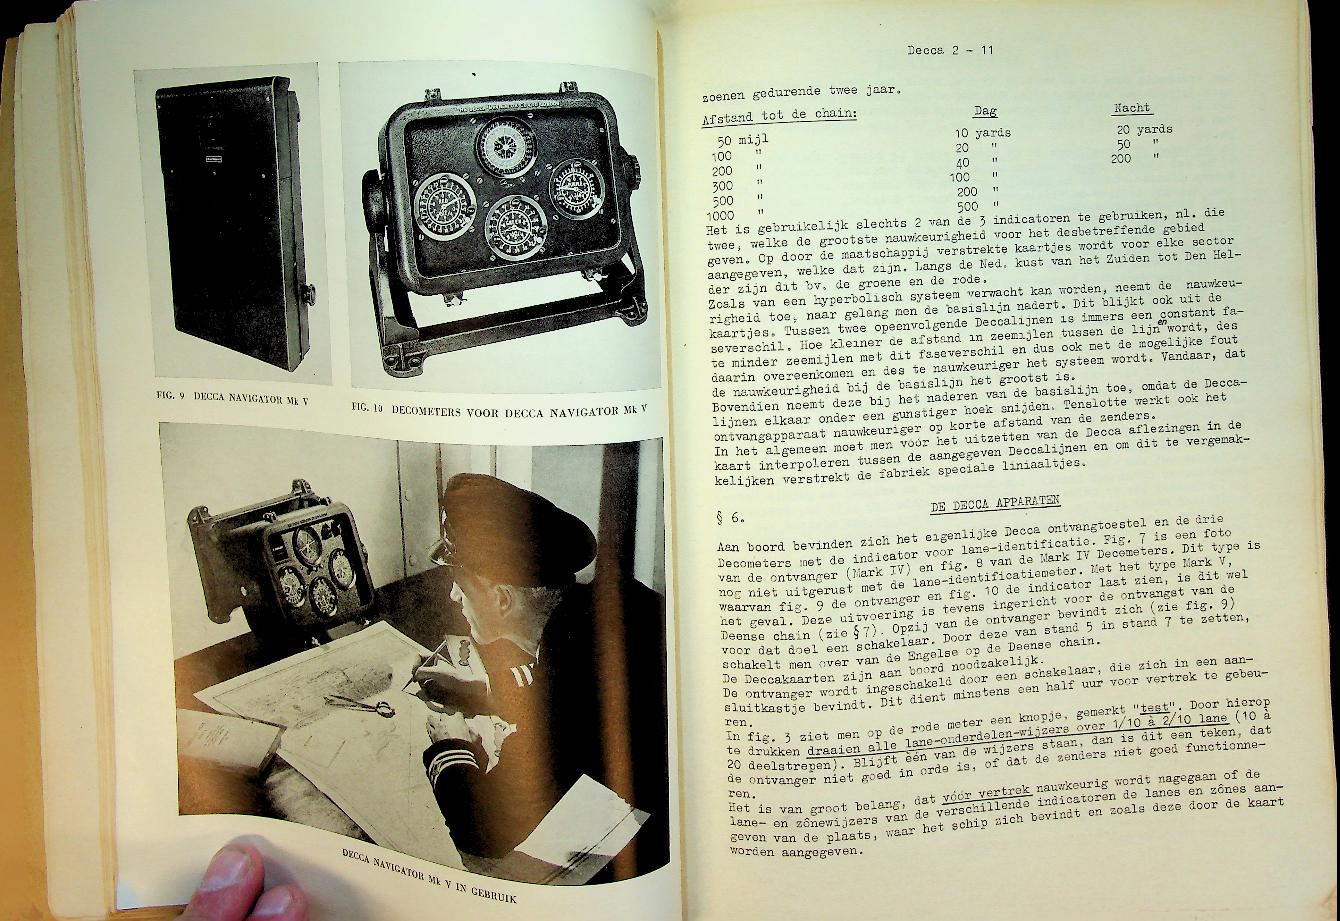 FIG. 9 DECCA NAVIGATOR Mk V
FIG. 10 DECOMETERS VOOR DECCA NAVIGATOR Mk V
DECCA NAVIGATOR Mk V IN GEBRUIK
Decca 2 - 11
zoenen gedurende twee jaar.
Afstand tot de chain: Dag Nacht
50 mijl 10 yards 20 yards
100 " 20 " 50 "
200 " 40 " 200 "
300 " 100 "
500 " 200 "
1000 " 500 "
Het is gebruikelijk slechts 2 van de 3 indicatoren te gebruiken, nl. die
twee, welke de grootste nauwkeurigheid voor het desbetreffende gebied
geven. Op door de maatschappij verstrekte kaartjes wordt voor elke sector
aangegeven, welke dat zijn. Langs de Ned. kust van het Zuiden tot Den Hel-
der zijn dit bv. de groene en de rode.
Zoals van een hyperbolisch systeem verwacht kan worden, neemt de nauwkeu-
righeid toe, naar gelang men de basislijn nadert. Dit blijkt ook uit de
kaartjes. Tussen twee opeenvolgende Deccalijnen is immers een constant fa-
severschil. Hoe kleiner de afstand in zeemijlen tussen de lijnen wordt, des
te minder zeemijlen met dit faseverschil en dus ook met de mogelijke fout
daarin overeenkomen en des te nauwkeuriger het systeem wordt. Vandaar, dat
de nauwkeurigheid bij de basislijn het grootst is.
Bovendien neemt deze bij het naderen van de basislijn toe, omdat de Decca-
lijnen elkaar onder een gunstiger hoek snijden. Tenslotte werkt ook het
ontvangapparaat nauwkeuriger op korte afstand van de zenders.
In het algemeen moet men vóór het uitzetten van de Decca aflezingen in de
kaart interpoleren tussen de aangegeven Deccalijnen en om dit te vergemak-
kelijken verstrekt de fabriek speciale liniaaltjes.
§ 6. DE DECCA APPARATEN
Aan boord bevinden zich het eigenlijke Decca ontvangtoestel en de drie
Decometers met de indicator voor lane-identificatie. Fig. 7 is een foto
van de ontvanger (Mark IV) en fig. 8 van de Mark IV Decemeters. Dit type is
nog niet uitgerust met de lane-identificatiemeter. Met het type Mark V,
waarvan fig. 9 de ontvanger en fig. 10 de indicator laat zien, is dit wel
het geval. Deze uitvoering is tevens ingericht voor de ontvangst van de
Deense chain (zie § 7). Opzij van de ontvanger bevindt zich (zie fig. 9)
voor dat doel een schakelaar. Door deze van stand 5 in stand 7 te zetten,
schakelt men over van de Engelse op de Deense chain.
De Deccakaarten zijn aan boord noodzakelijk.
De ontvanger wordt ingeschakeld door een schakelaar, die zich in een aan-
sluitkastje bevindt. Dit dient minstens een half uur voor vertrek te gebeu-
ren.
In fig. 3 ziet men op de rode meter een knopje, gemerkt "test". Door hierop
te drukken draaien alle lane-onderdelen-wijzers over 1/10 à 2/10 lane (10 à
20 deelstrepen). Blijft één van de wijzers staan, dan is dit een teken, dat
de ontvanger niet goed in orde is, of dat de zenders niet goed functionne-
ren.
Het is van groot belang, dat vóór vertrek nauwkeurig wordt nagegaan of de
lane- en zônewijzers van de verschillende indicatoren de lanes en zônes aan-
geven van de plaats, waar het schip zich bevindt en zoals deze door de kaart
worden aangegeven.